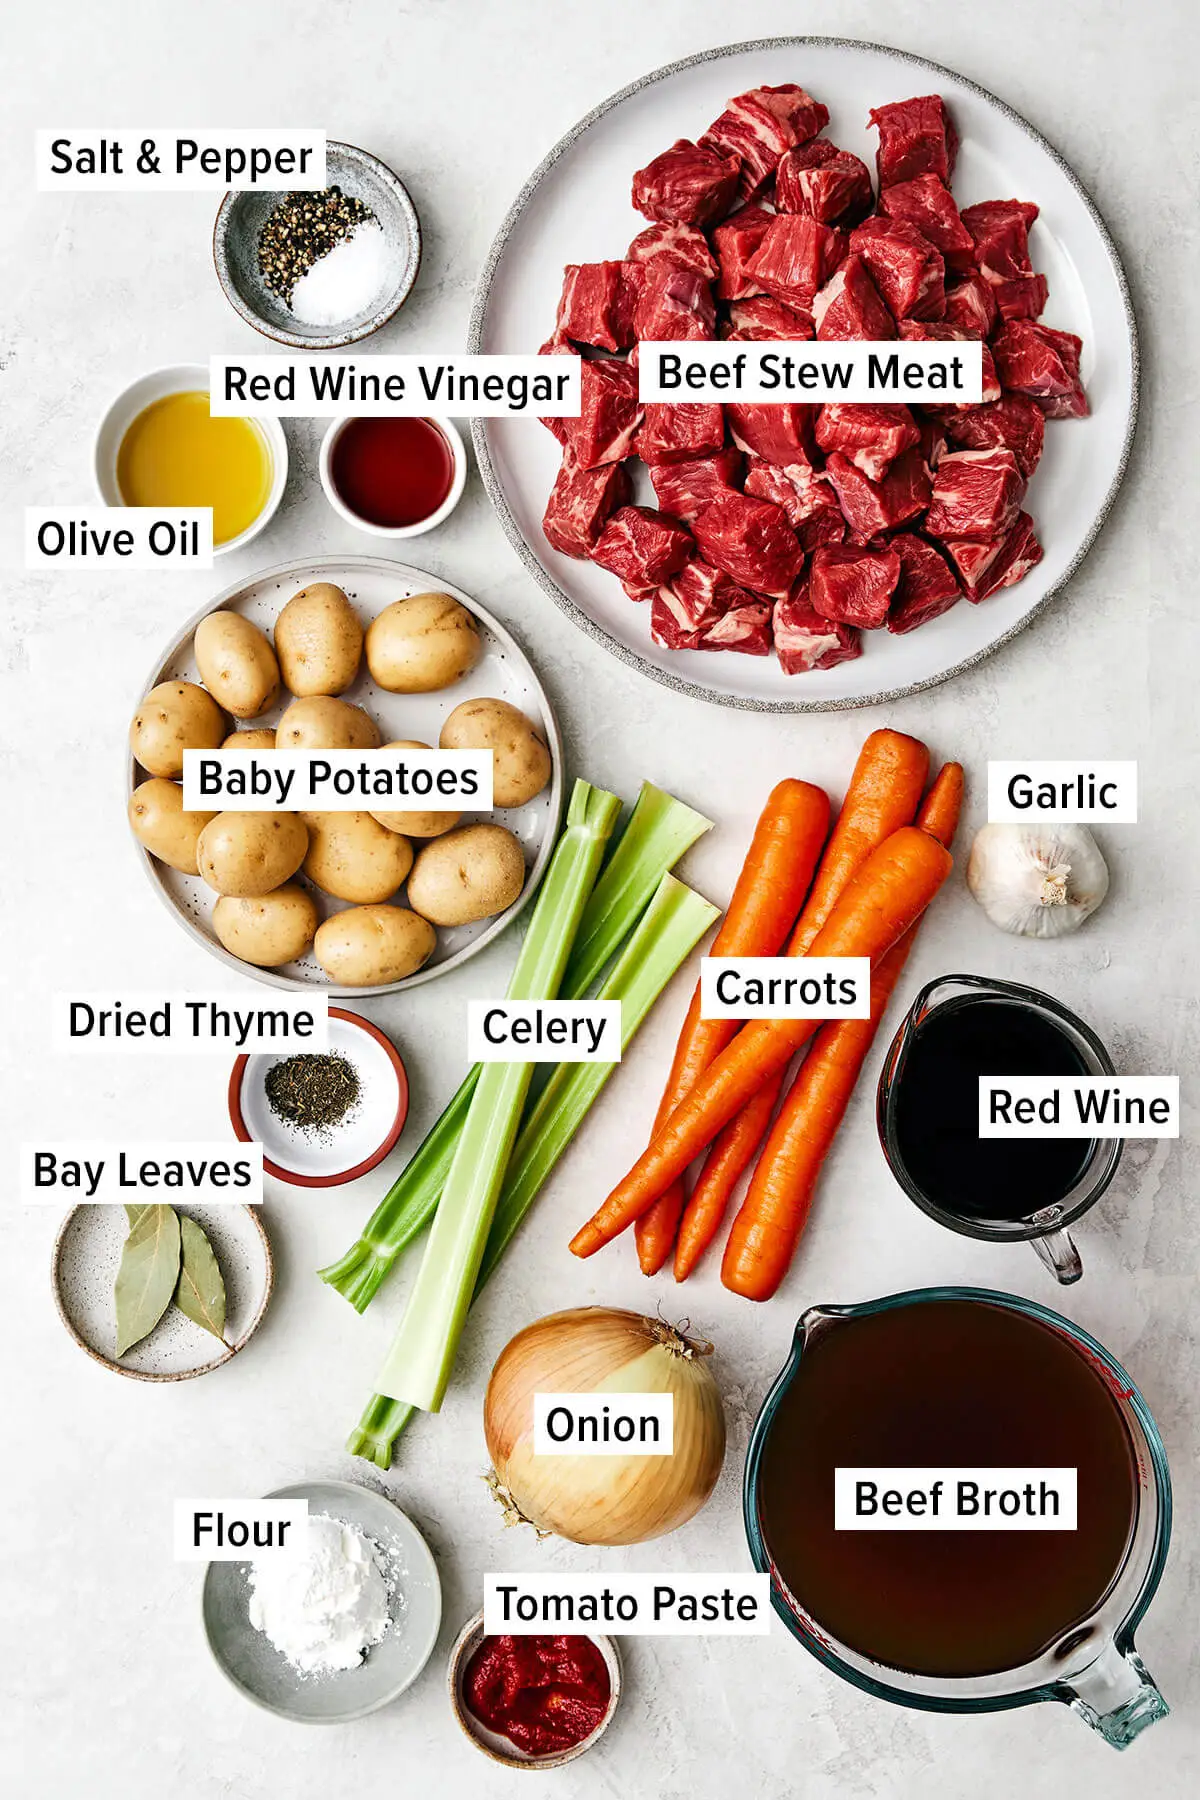 Salt & Pepper
Beef Stew Meat
Red Wine Vinegar
Olive Oil
Baby Potatoes
Garlic
Carrots
Dried Thyme
Celery
Red Wine
Bay Leaves
Onion
Beef Broth
Flour
Tomato Paste